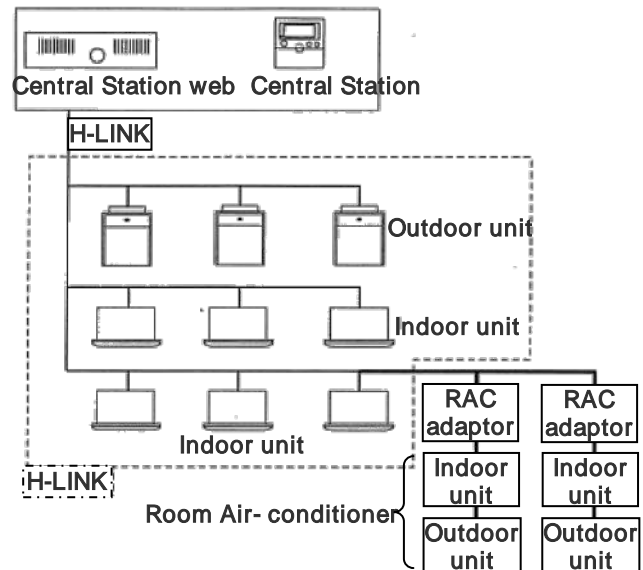 Central Station web
Central Station
H-LINK
Outdoor unit
Indoor unit
Indoor unit
H-LINK
RAC
adaptor
RAC
adaptor
Room Air- conditioner
Indoor
unit
Indoor
unit
Outdoor
unit
Outdoor
unit